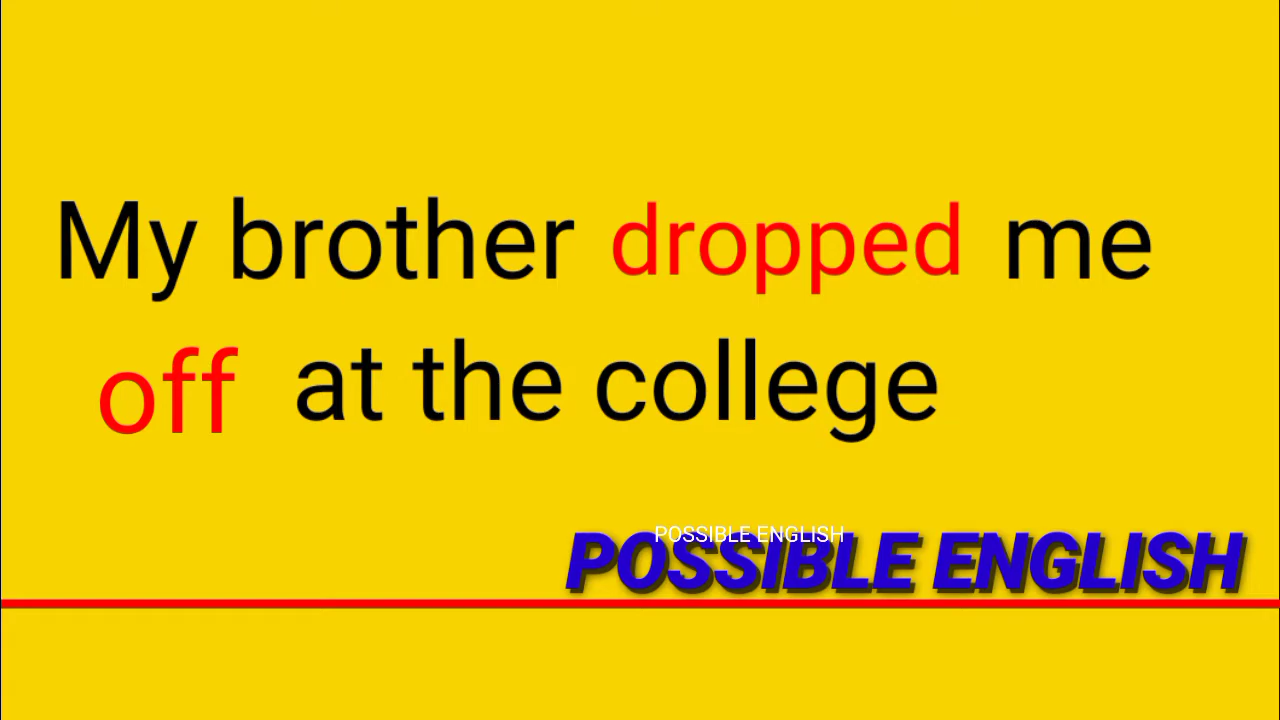 My brother dropped me
off at the college
POSSIBLE ENGLISH
POSSIBLE ENGLISH